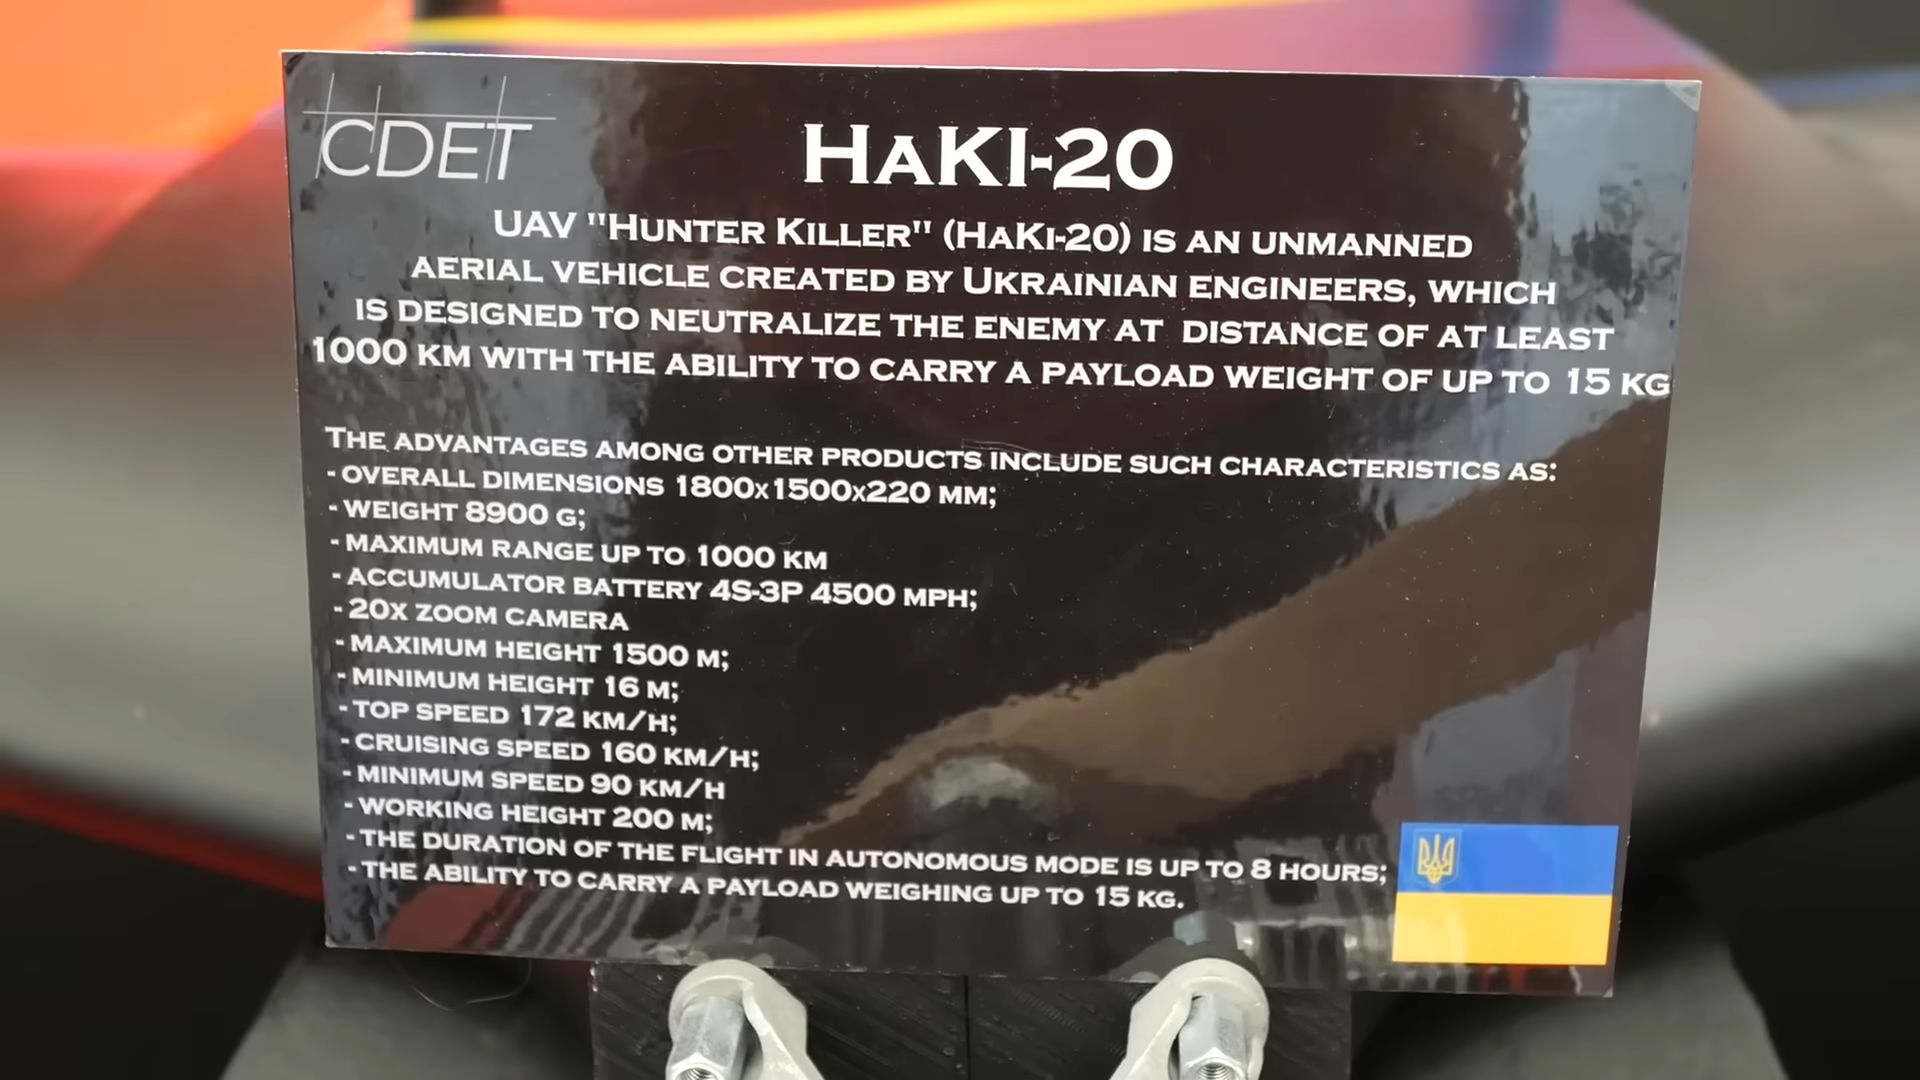 CDET
HaKI-20
UAV "Hunter Killer" (HaKi-20) is an unmanned
aerial vehicle created by Ukrainian engineers, which
is designed to neutralize the enemy at distance of at least
1000 km with the ability to carry a payload weight of up to 15 kg
The advantages among other products include such characteristics as:
- overall dimensions 1800x1500x220 mm;
- weight 8900 g;
- maximum range up to 1000 km
- accumulator battery 4S-3P 4500 mph;
- 20x zoom camera
- maximum height 1500 m;
- minimum height 16 m;
- top speed 172 km/h;
- cruising speed 160 km/h;
- minimum speed 90 km/h
- working height 200 m;
- the duration of the flight in autonomous mode is up to 8 hours;
- the ability to carry a payload weighing up to 15 kg.